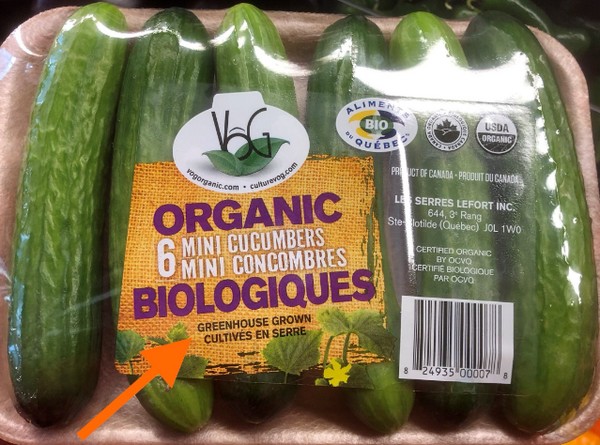 VOG
vogorganic.com • culturevog.com
ORGANIC
6 MINI CUCUMBERS
MINI CONCOMBRES
BIOLOGIQUES
GREENHOUSE GROWN
CULTIVÉS EN SERRE
ALIMENTS
BIO
DU QUÉBEC
USDA
ORGANIC
PRODUCT OF CANADA - PRODUIT DU CANADA
LES SERRES LEFORT INC.
644, 3e Rang
Ste-Clotilde (Québec) J0L 1W0
CERTIFIED ORGANIC
BY OCVO
CERTIFIÉ BIOLOGIQUE
PAR OCVO
8 24935 00007 8